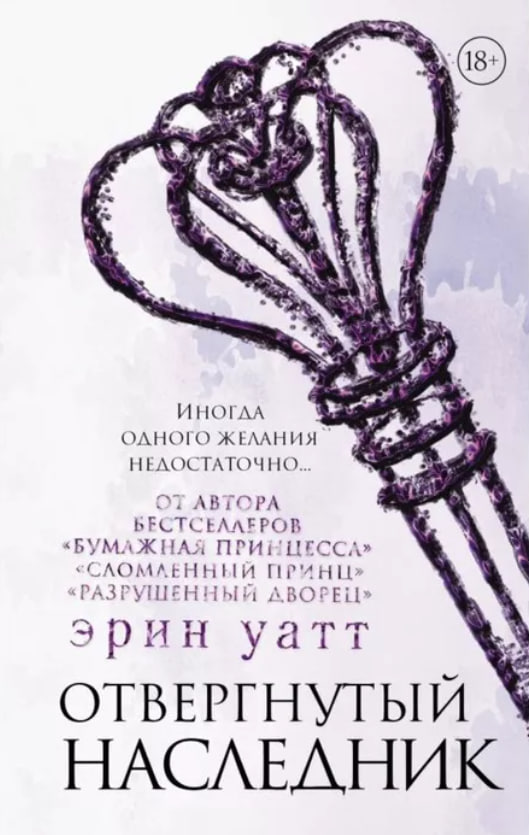 18+
Иногда
одного желания
недостаточно...
от автора
бестселлеров
«Бумажная принцесса»
«Сломленный принц»
«Разрушенный дворец»
эрин уатт
Отвергнутый
наследник